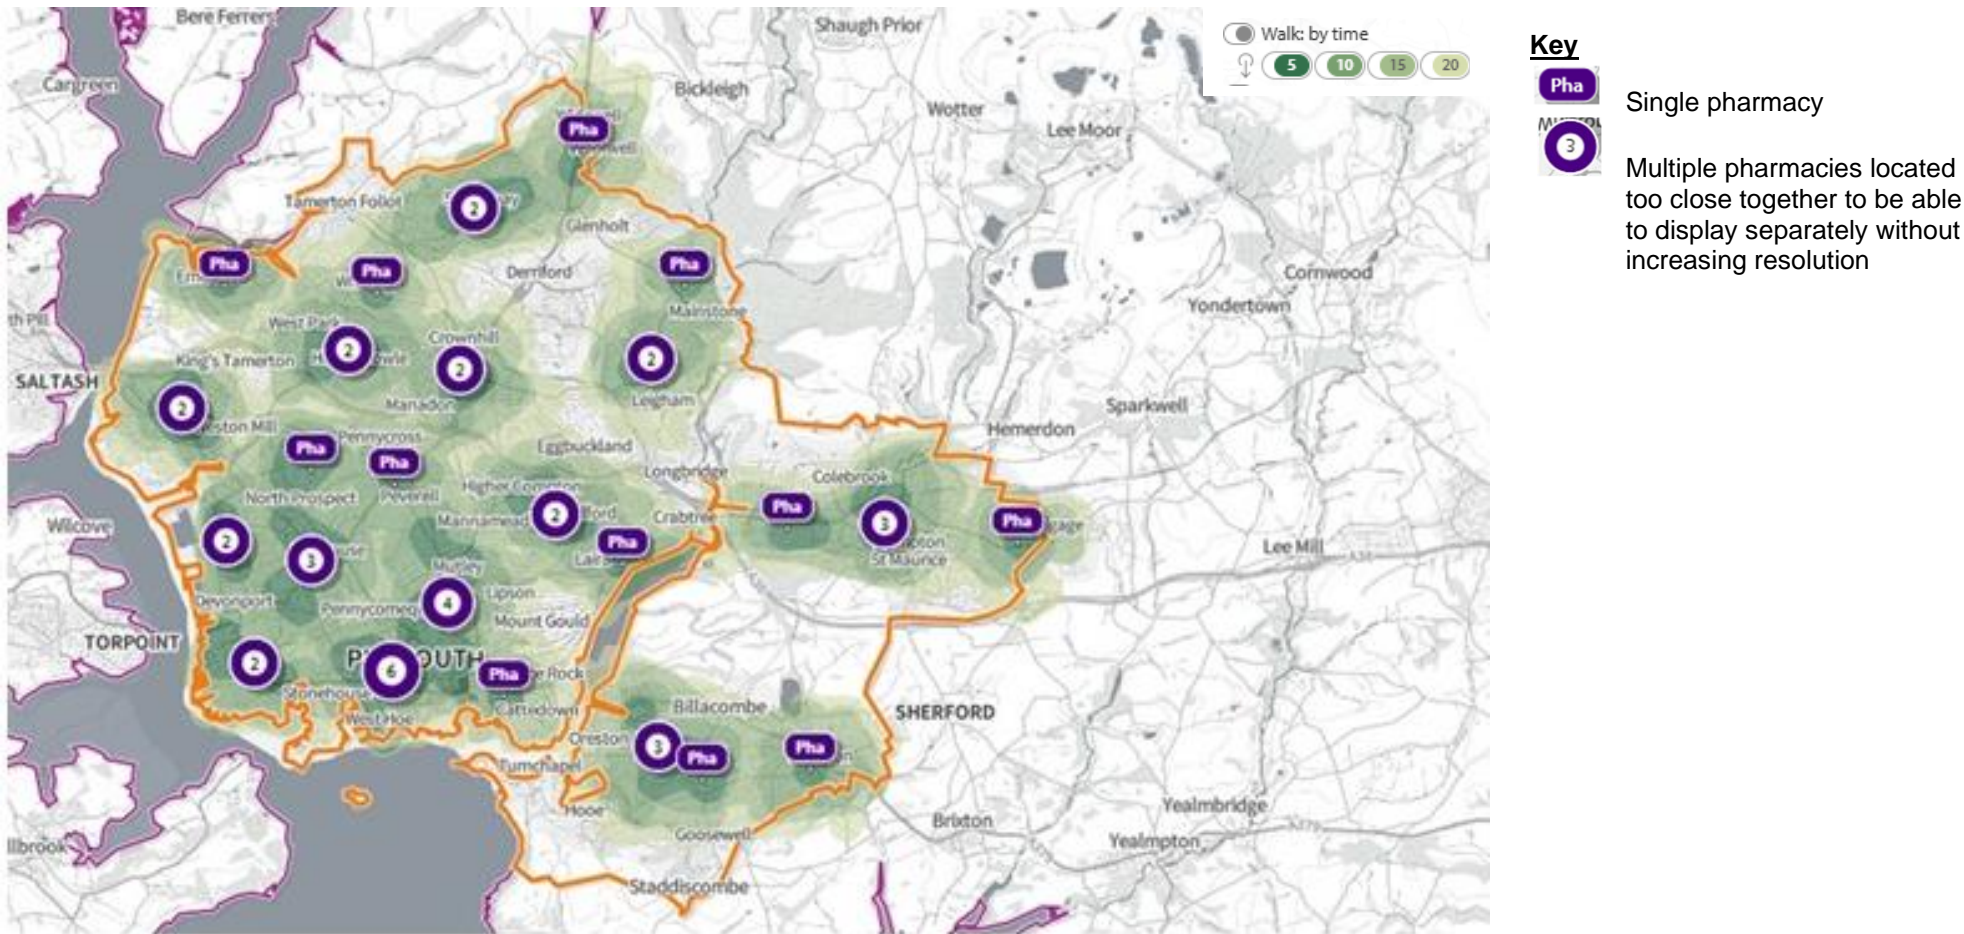 Bere Ferrers
Shaugh Prior
Walk: by time
5 10 15 20
Key
Pha
Single pharmacy
3
Multiple pharmacies located
too close together to be able
to display separately without
increasing resolution
Cargreen
Bickleigh
Wotter
Lee Moor
Pha
Tamerton Foliot
2
Glenholt
Pha
Pha
Derriford
Pha
Cornwood
Mainstone
Yondertown
West Park
Crownhill
2
King's Tamerton
2
2
SALTASH
2
Manadon
Leigham
Sparkwell
Pha
Pennycross
Eggbuckland
Hemerdon
Pha
Longbridge
Colebrook
North Prospect
Peverell
Higher Compton
Pha
Wilcove
2
Mannamead
Crabtree
3
Pha
2
3
Pha
St Maurice
Lee Mill
A38
Mutley
Devonport
Pennycomeq
4
Lipson
Mount Gould
TORPOINT
2
6
Pha
Stonehouse
Cattedown
Billacombe
SHERFORD
West Hoe
Oreston
3
Pha
Pha
Turnchapel
Hooe
Goosewell
Brixton
Yealmbridge
Yealmpton
A379
Staddiscombe